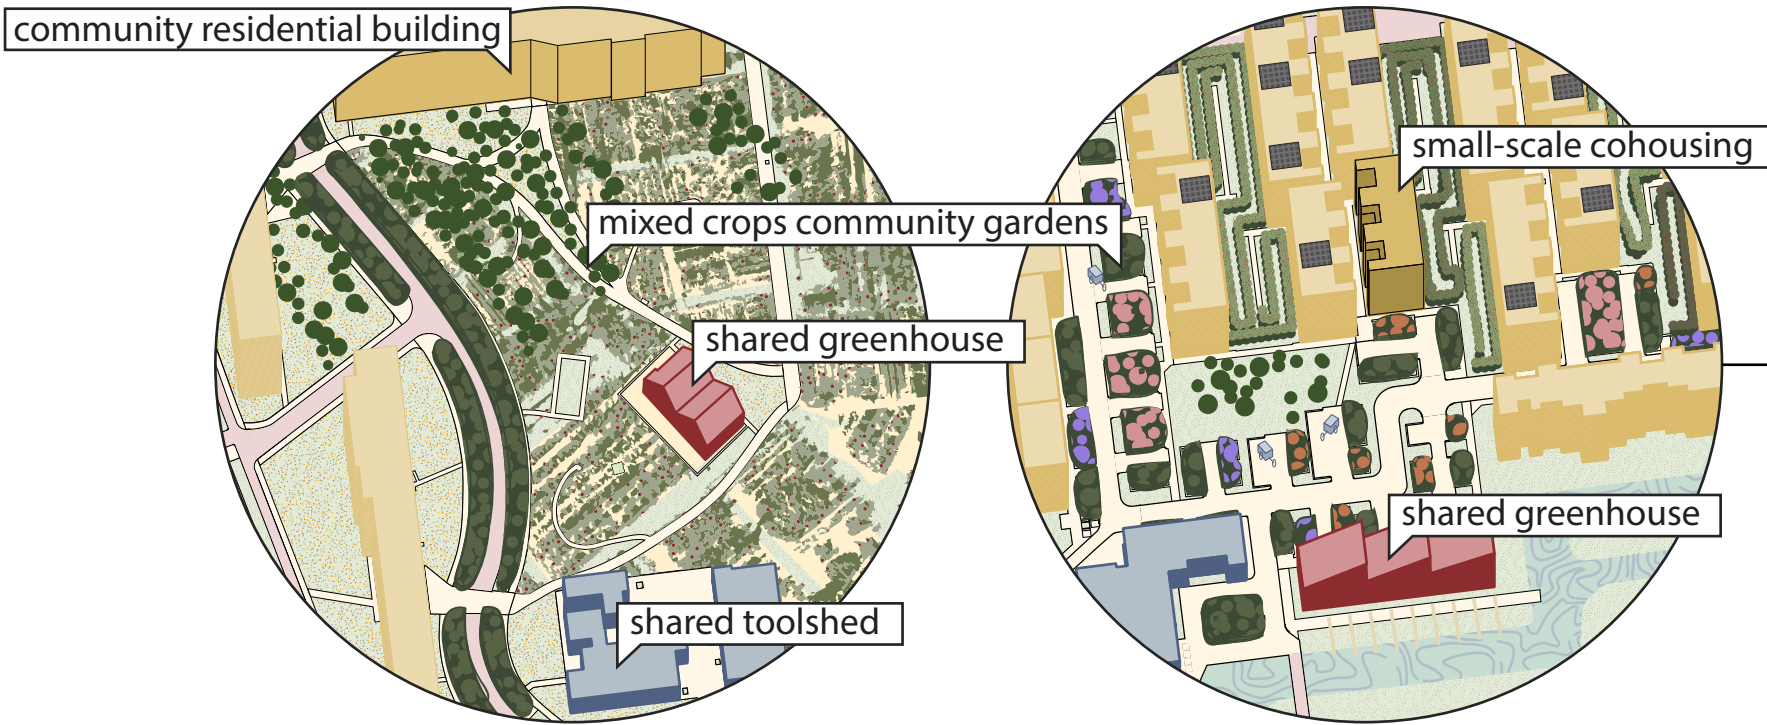 community residential building
small-scale cohousing
mixed crops community gardens
shared greenhouse
shared greenhouse
shared toolshed